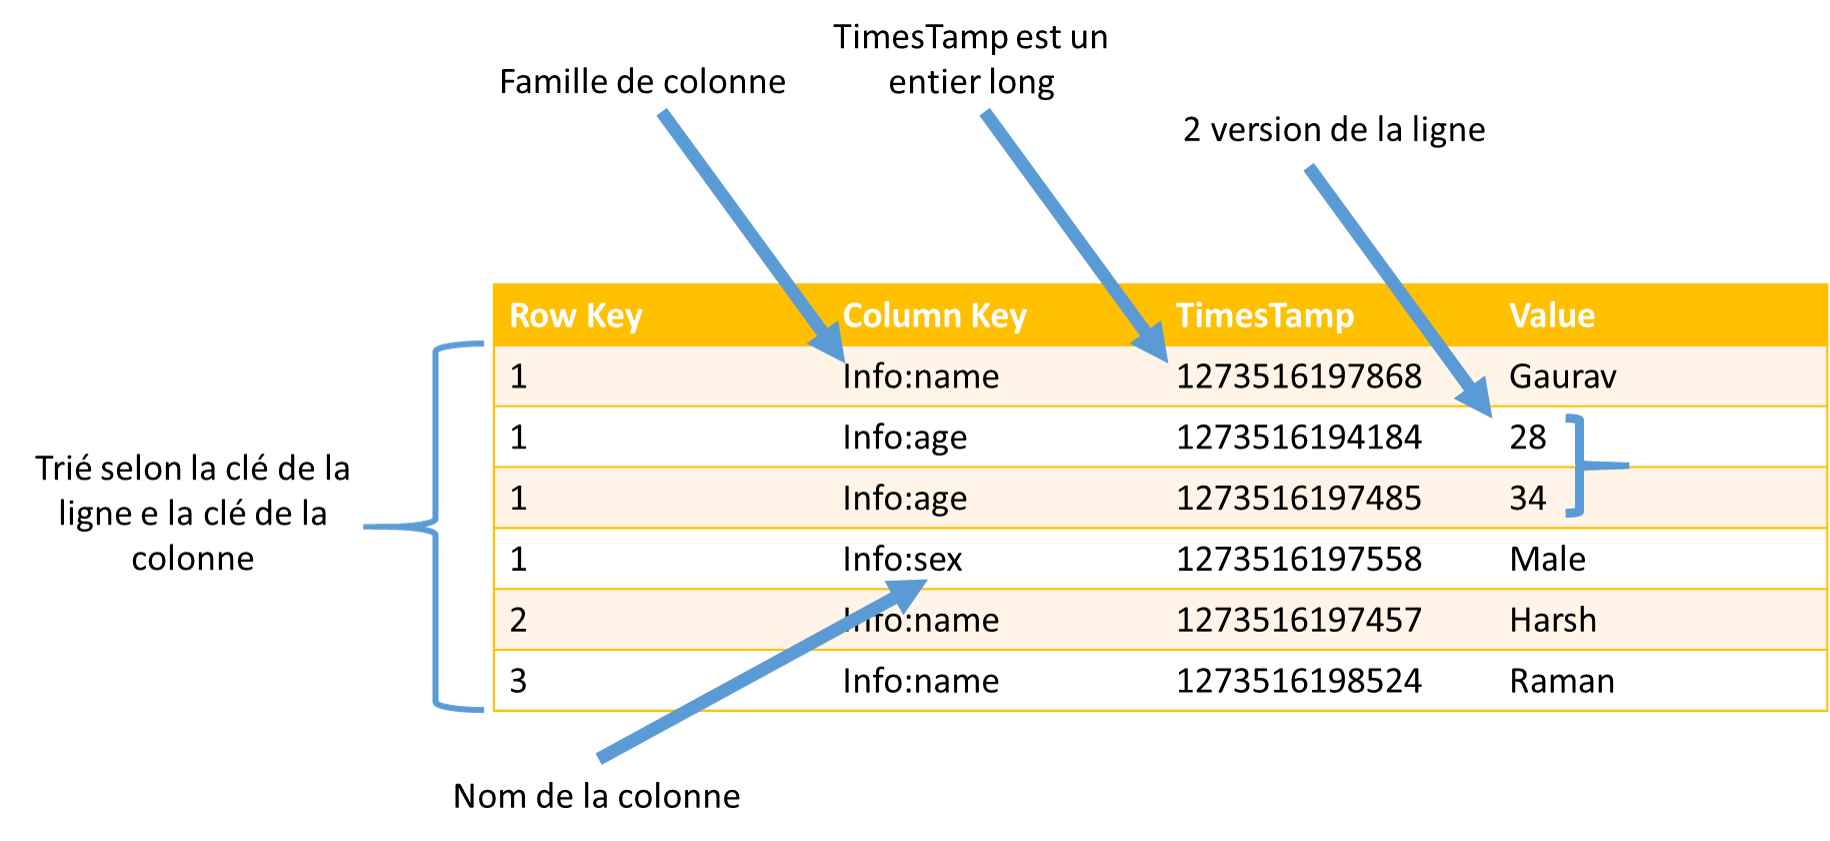 TimesTamp est un
entier long
Famille de colonne
2 version de la ligne
Row Key Column Key TimesTamp Value
1 Info:name 1273516197868 Gaurav
1 Info:age 1273516194184 28
1 Info:age 1273516197485 34
1 Info:sex 1273516197558 Male
2 Info:name 1273516197457 Harsh
3 Info:name 1273516198524 Raman
Trié selon la clé de la
ligne e la clé de la
colonne
Nom de la colonne